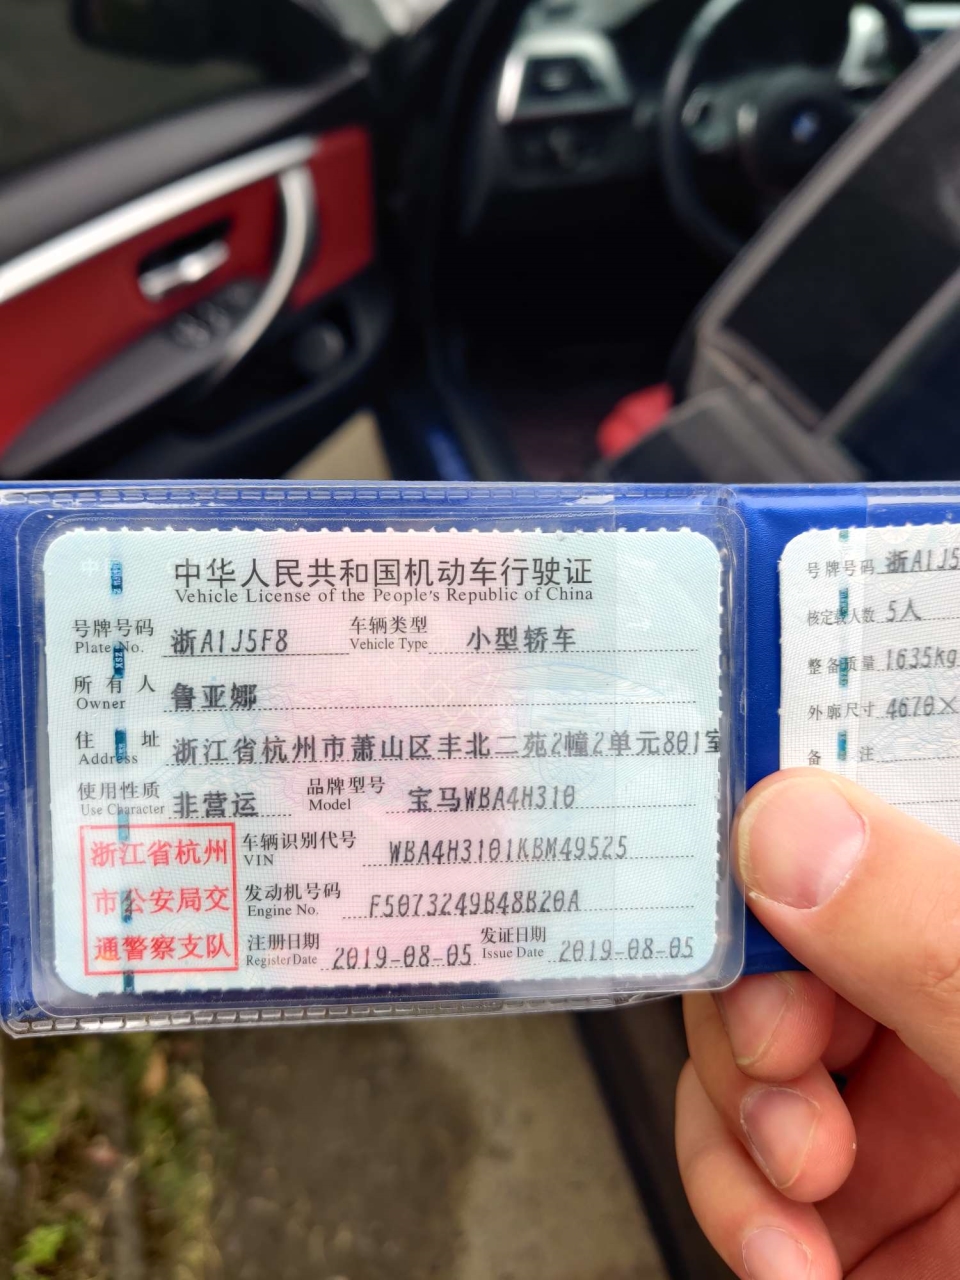 中华人民共和国机动车行驶证
Vehicle License of the People's Republic of China
号牌号码 浙A1J5F8 车辆类型 小型轿车
Plate No. Vehicle Type
所有人 鲁亚娜
Owner
住址 浙江省杭州市萧山区丰北二苑2幢2单元801室
Address
使用性质 非营运 品牌型号 宝马WBA4H310
Use Character Model
浙江省杭州
市公安局交
通警察支队
车辆识别代号 WBA4H3101KBM49525
VIN
发动机号码 F5073249B48B20A
Engine No.
注册日期 2019-08-05 发证日期 2019-08-05
Register Date Issue Date
号牌号码 浙A1J5
核定载人数 5人
整备质量 1635kg
外廓尺寸 4670×
备注